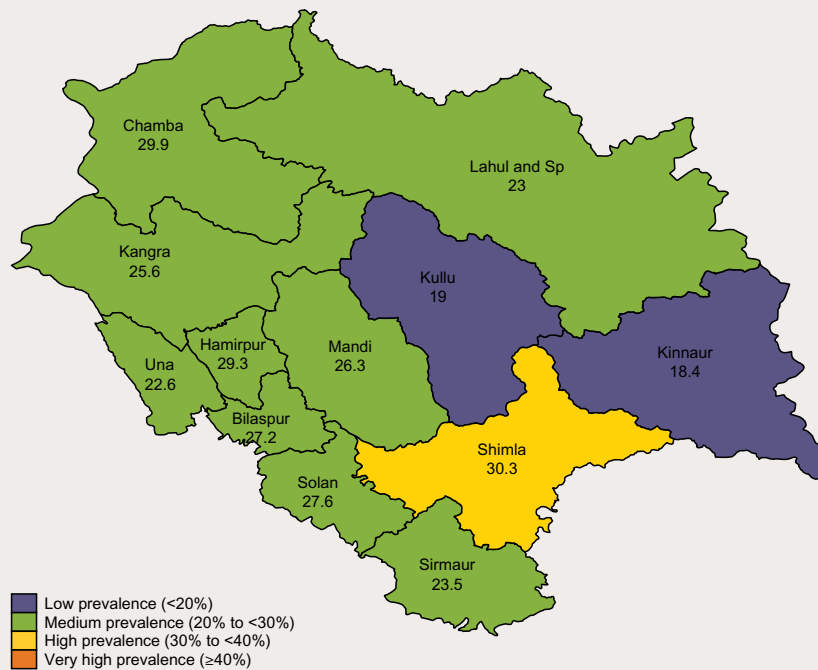 Chamba
29.9
Lahul and Sp
23
Kangra
25.6
Kullu
19
Hamirpur
29.3
Mandi
26.3
Kinnaur
18.4
Una
22.6
Bilaspur
27.2
Shimla
30.3
Solan
27.6
Sirmaur
23.5
Low prevalence (<20%)
Medium prevalence (20% to <30%)
High prevalence (30% to <40%)
Very high prevalence (≥40%)